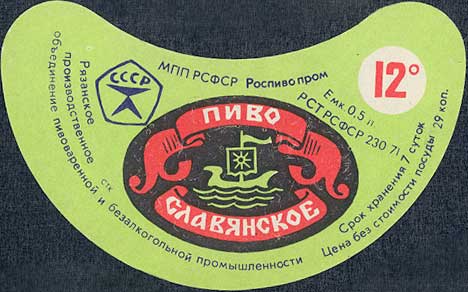 МПП РСФСР Роспивопром
СССР
12°
Емк. 0.5 л
РСТ РСФСР 230 71
Рязанское
производственное
объединение пивоваренной и безалкогольной промышленности
стк
ПИВО
СЛАВЯНСКОЕ
Срок хранения 7 суток
Цена без стоимости посуды 29 коп.